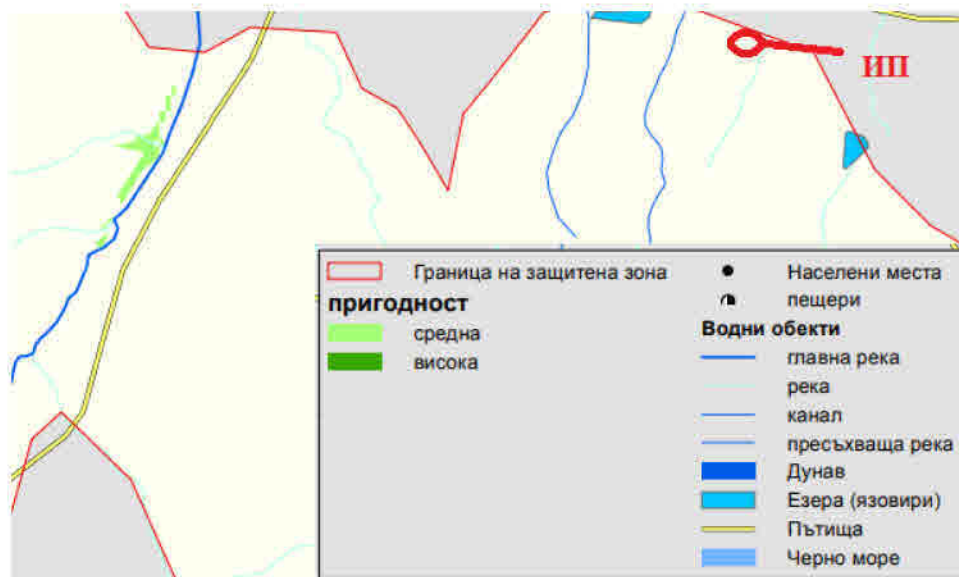 ИП
Граница на защитена зона
пригодност
средна
висока
Населени места
пещери
Водни обекти
главна река
река
канал
пресъхваща река
Дунав
Езера (язовири)
Пътища
Черно море